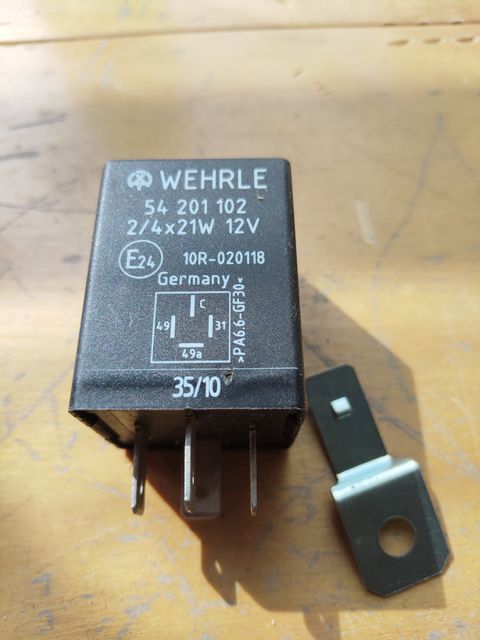 WEHRLE
54 201 102
2/4x21W 12V
E24
10R-020118
Germany
C
49
31
49a
>PA6.6-GF30<
35/10